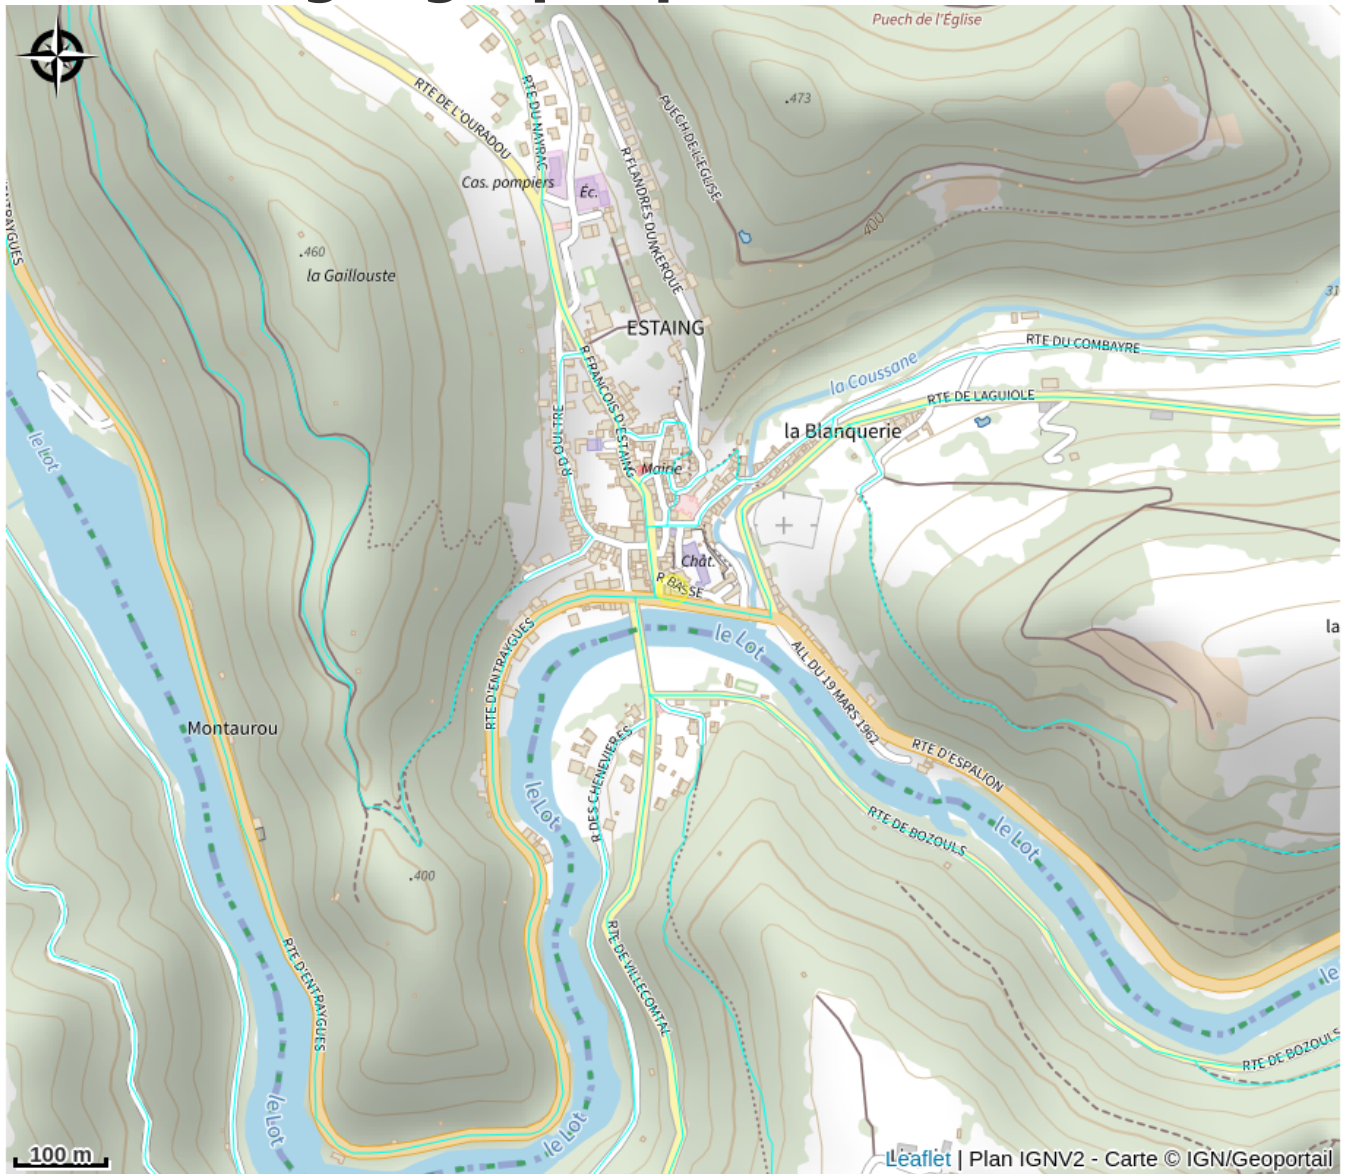 Puech de l'Église
.473
RTE DE L'OURADOU
RTE DU NAYRAC
PUECH DE L'EGLISE
R FLANDRES DUNKERQUE
Cas. pompiers
Éc.
400
ENTRAYGUES
.460
la Gaillouste
31
ESTAING
RTE DU COMBAYRE
la Coussane
R FRANCOIS D'ESTAING
RTE DE LAGUIOLE
la Blanquerie
le Lot
Mairie
Chât.
R BASSE
le Lot
la
RTE D'ENTRAYGUES
ALL DU 19 MARS 1962
Montaurou
R DES CHENEVIERES
RTE D'ESPALION
le Lot
RTE DE BOZOULS
le Lot
.400
RTE DE VILLECOMTAL
RTE D'ENTRAYGUES
le
RTE DE BOZOULS
le Lot
le Lot
100 m
Leaflet | Plan IGNV2 - Carte © IGN/Geoportail